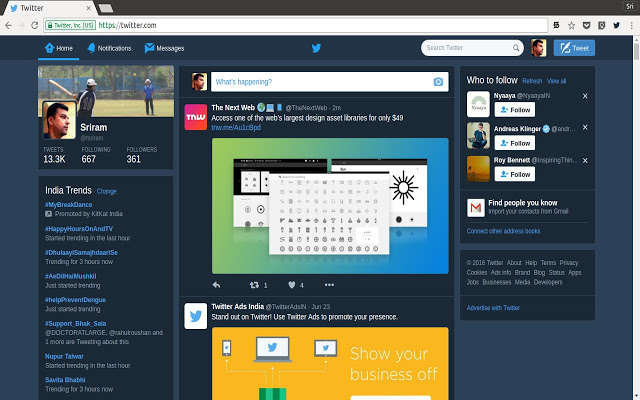 Twitter
Sri
Twitter, Inc. [US]
https://twitter.com
Home
Notifications
Messages
Search Twitter
Tweet
Sriram
TWEETS
FOLLOWING
FOLLOWERS
13.3K
667
361
India Trends · Change
#MyBreakDance
Promoted by KitKat India
#HappyHoursOnAndTV
Started trending in the last hour
#DhulaayiSamajhdaariSe
Trending for 3 hours now
#AeDilHaiMushkil
Just started trending
#helpPreventDengue
Just started trending
#Support_Bhak_Sala
@DOCTORATLARGE, @rahulroushan and
1 more are Tweeting about this
Nupur Talwar
Started trending in the last hour
Savita Bhabhi
Trending for 3 hours now
What's happening?
The Next Web @TheNextWeb · 2m
Access one of the web's largest design asset libraries for only $49
tnw.me/Au1cBpd
TNW
1
4
Twitter Ads India @TwitterAdsIN · Jun 23
Stand out on Twitter! Use Twitter Ads to promote your presence.
Show your
business off
Who to follow · Refresh · View all
Nyaaya @NyaayaIN
Follow
Andreas Klinger @andr...
Follow
Roy Bennett @InspiringThin...
Follow
Find people you know
Import your contacts from Gmail
Connect other address books
© 2016 Twitter About Help Terms Privacy
Cookies Ads info Brand Blog Status Apps
Jobs Businesses Media Developers
Advertise with Twitter